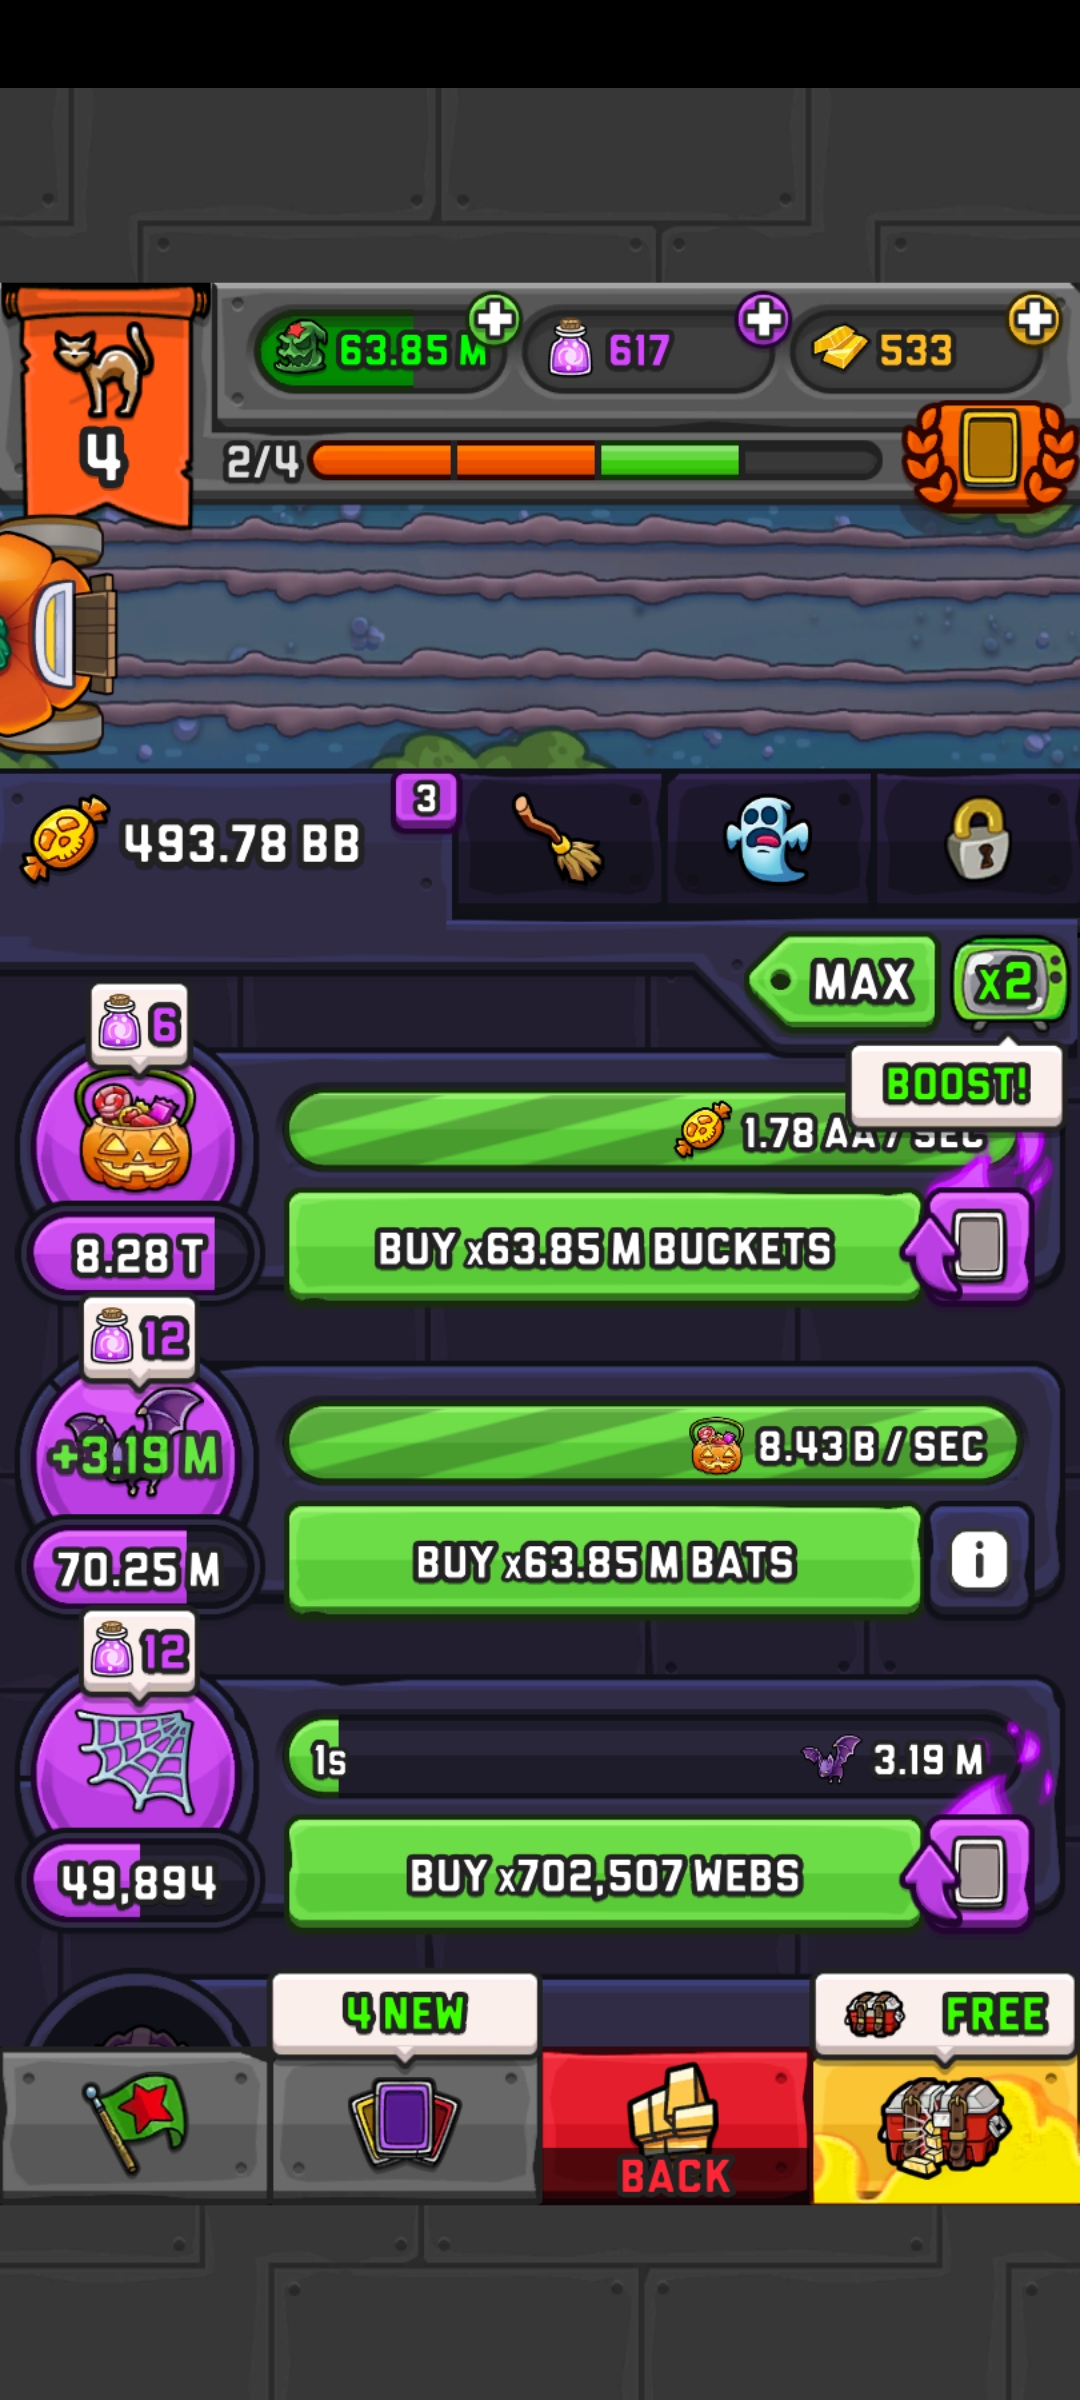 63.85 M
617
533
4
2/4
493.78 BB
3
MAX
x2
BOOST!
6
1.78 AA / SEC
8.28 T
BUY x63.85 M BUCKETS
12
+3.19 M
8.43 B / SEC
70.25 M
BUY x63.85 M BATS
i
12
1s
3.19 M
49,894
BUY x702,507 WEBS
4 NEW
FREE
BACK